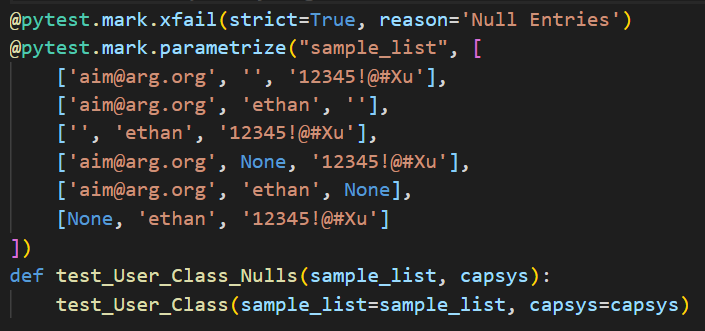 @pytest.mark.xfail(strict=True, reason='Null Entries')
@pytest.mark.parametrize("sample_list", [
    ['aim@arg.org', '', '12345!@#Xu'],
    ['aim@arg.org', 'ethan', ''],
    ['', 'ethan', '12345!@#Xu'],
    ['aim@arg.org', None, '12345!@#Xu'],
    ['aim@arg.org', 'ethan', None],
    [None, 'ethan', '12345!@#Xu']
])
def test_User_Class_Nulls(sample_list, capsys):
    test_User_Class(sample_list=sample_list, capsys=capsys)